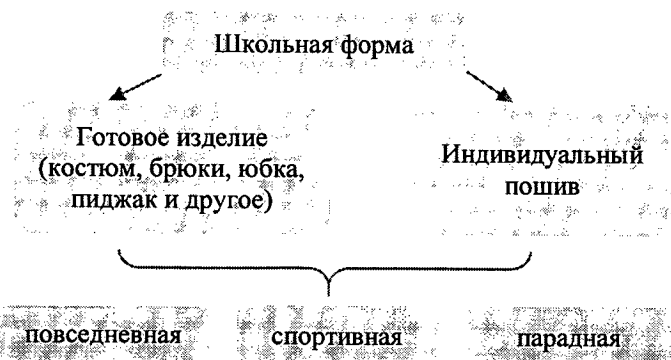 Школьная форма
Готовое изделие
(костюм, брюки, юбка,
пиджак и другое)
Индивидуальный
пошив
повседневная
спортивная
парадная